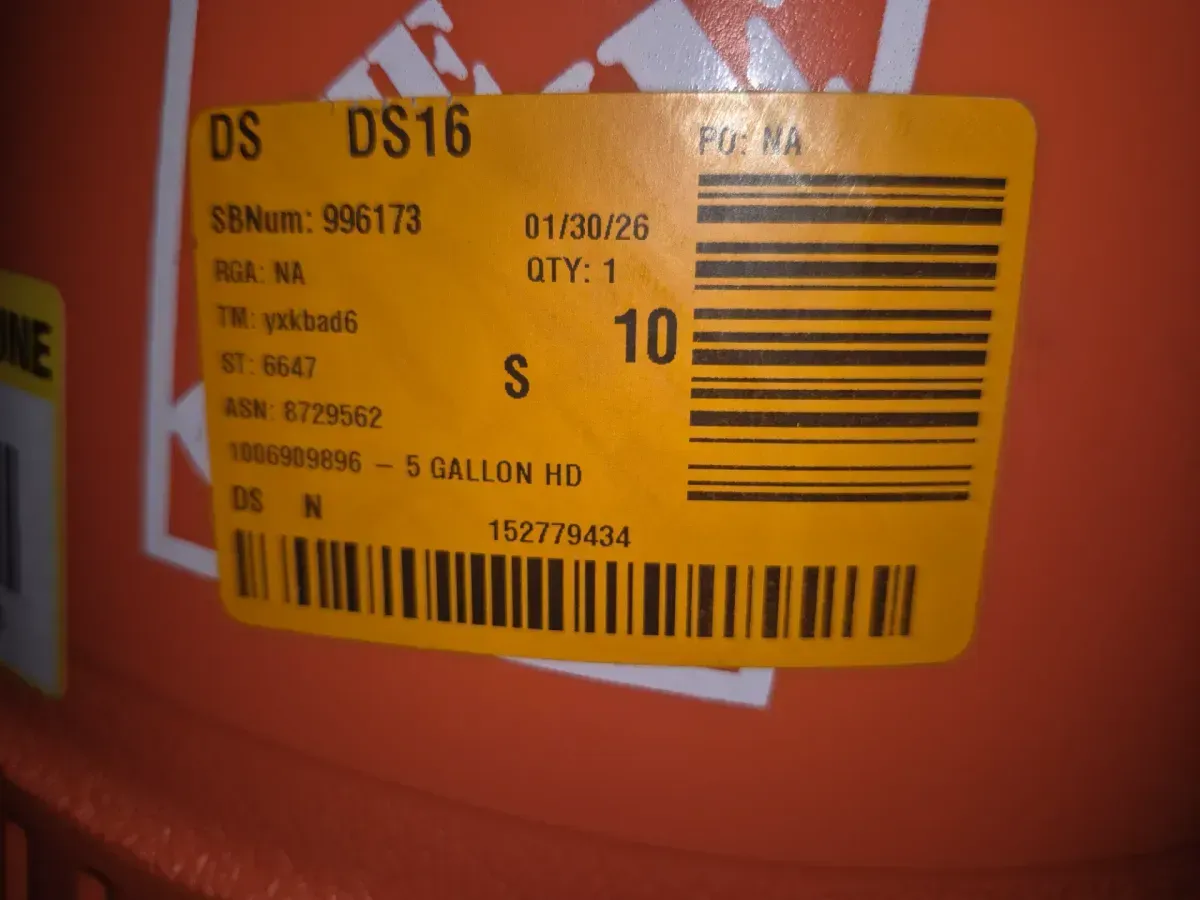 DS DS16 PO: NA
SBNum: 996173 01/30/26
RGA: NA QTY: 1
TM: yxkbad6 10
ST: 6647 S
ASN: 8729562
1006909896 – 5 GALLON HD
DS N
152779434